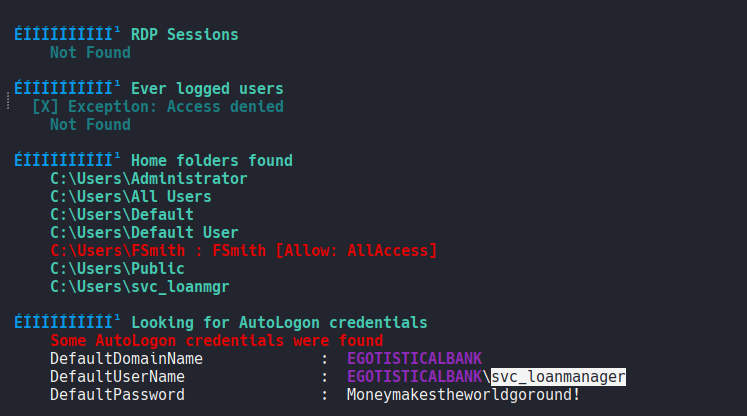 ÉÍÍÍÍÍÍÍÍÍÍ¹ RDP Sessions
Not Found
ÉÍÍÍÍÍÍÍÍÍÍ¹ Ever logged users
[X] Exception: Access denied
Not Found
ÉÍÍÍÍÍÍÍÍÍÍ¹ Home folders found
C:\Users\Administrator
C:\Users\All Users
C:\Users\Default
C:\Users\Default User
C:\Users\FSmith : FSmith [Allow: AllAccess]
C:\Users\Public
C:\Users\svc_loanmgr
ÉÍÍÍÍÍÍÍÍÍÍ¹ Looking for AutoLogon credentials
Some AutoLogon credentials were found
DefaultDomainName : EGOTISTICALBANK
DefaultUserName : EGOTISTICALBANK\svc_loanmanager
DefaultPassword : Moneymakestheworldgoround!